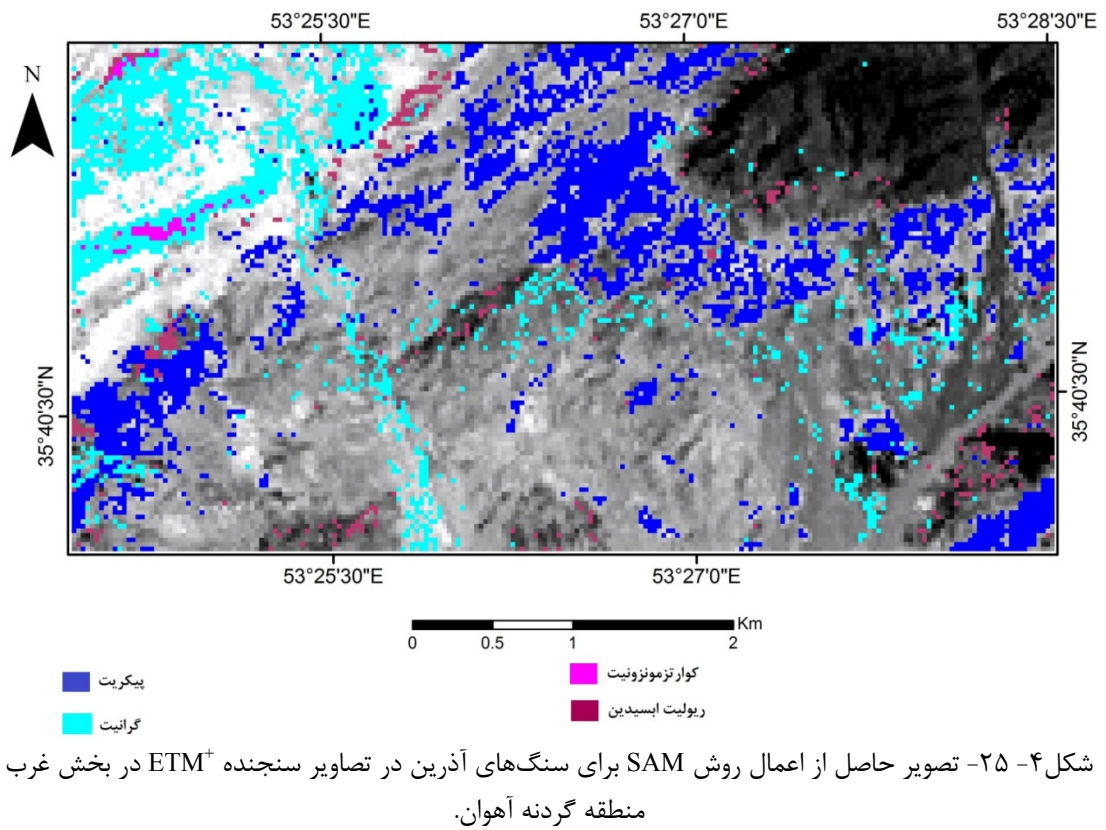 53°25'30"E
53°27'0"E
53°28'30"E
N
35°40'30"N
35°40'30"N
53°25'30"E
53°27'0"E
0 0.5 1 2 Km
پیکریت
کوارتزمونزونیت
گرانیت
ریولیت ابسیدین
شکل۴- ۲۵- تصویر حاصل از اعمال روش SAM برای سنگ‌های آذرین در تصاویر سنجنده ETM+ در بخش غرب
منطقه گردنه آهوان.